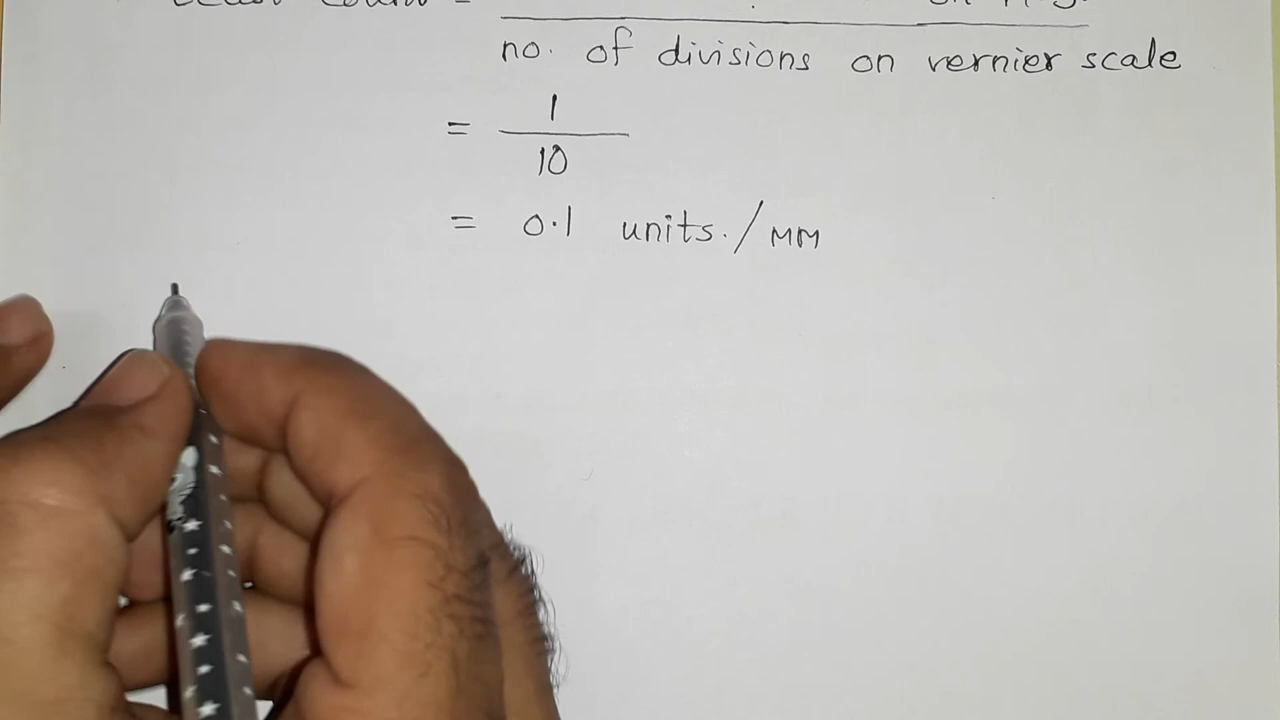 =
no. of divisions on vernier scale
= 1
10
= 0.1 units./MM